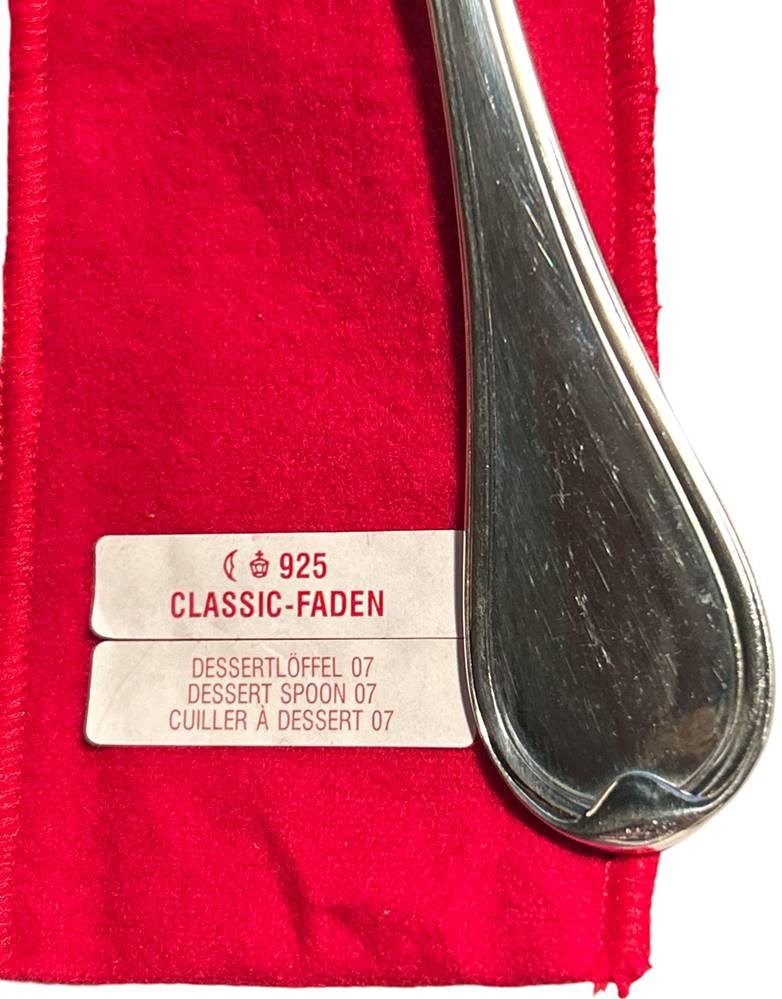 925
CLASSIC-FADEN
DESSERTLÖFFEL 07
DESSERT SPOON 07
CUILLER À DESSERT 07